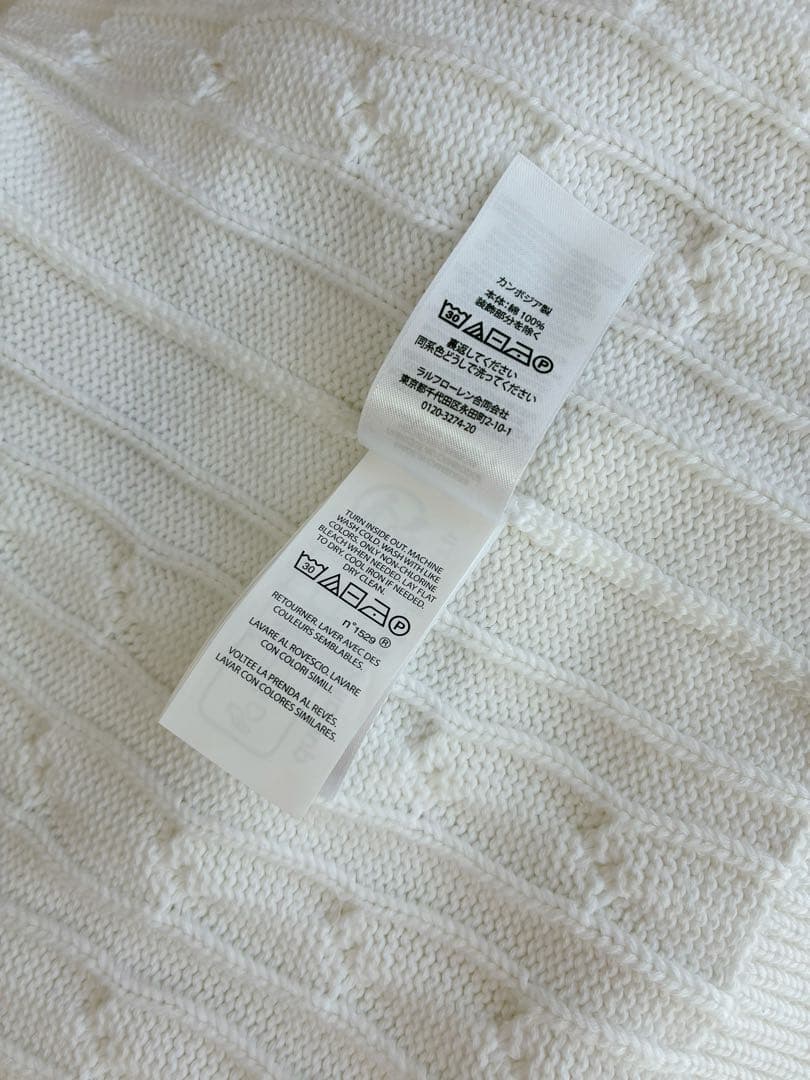 カンボジア製
本体:綿 100%
装飾部分を除く
30 P
裏返してください
同系色どうしで洗ってください
ラルフローレン合同会社
東京都千代田区永田町2-10-1
0120-3274-20
TURN INSIDE OUT. MACHINE
WASH COLD. WASH WITH LIKE
COLORS. ONLY NON-CHLORINE
BLEACH WHEN NEEDED. LAY FLAT
TO DRY. COOL IRON IF NEEDED.
DRY CLEAN.
30 P
n°1529 ®
RETOURNER. LAVER AVEC DES
COULEURS SEMBLABLES.
LAVARE AL ROVESCIO. LAVARE
CON COLORI SIMILI.
VOLTEE LA PRENDA AL REVÉS.
LAVAR CON COLORES SIMILARES.